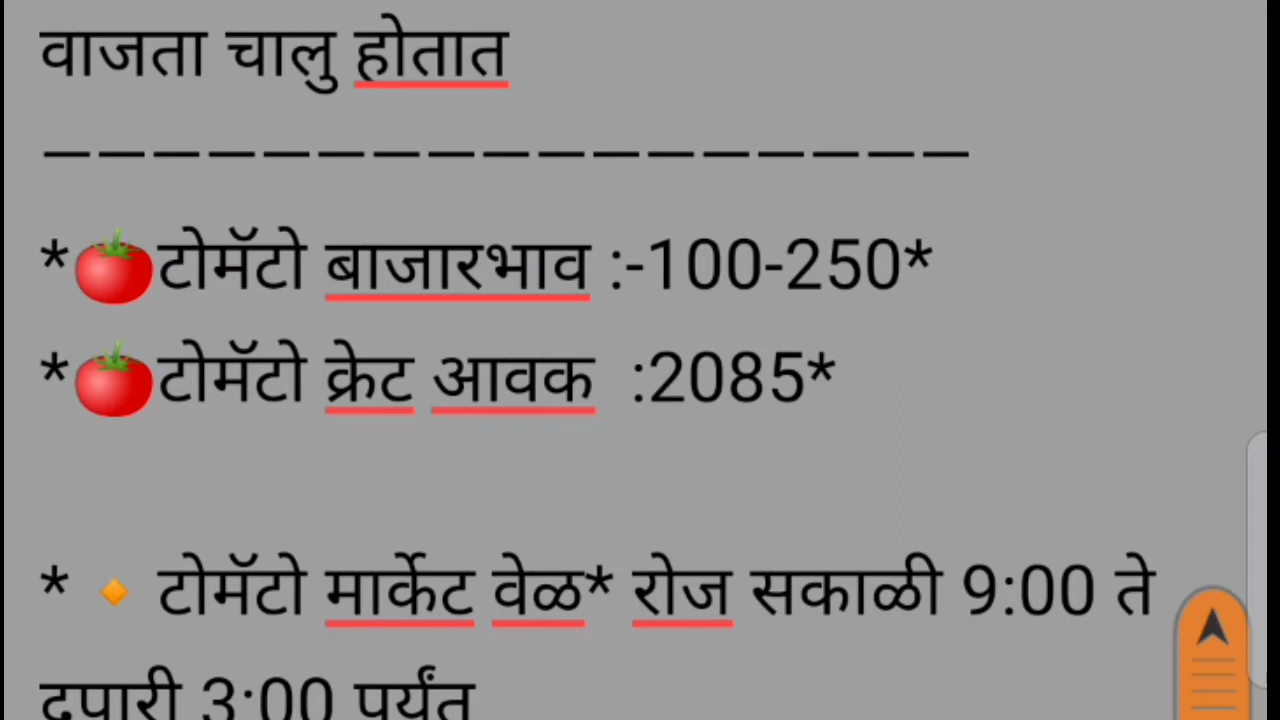 वाजता चालु होतात
— — — — — — — — — — — — — — — — —
*🍅टोमॅटो बाजारभाव :-100-250*
*🍅टोमॅटो क्रेट आवक  :2085*
* 🔸 टोमॅटो मार्केट वेळ* रोज सकाळी 9:00 ते
दुपारी 3:00 पर्यंत